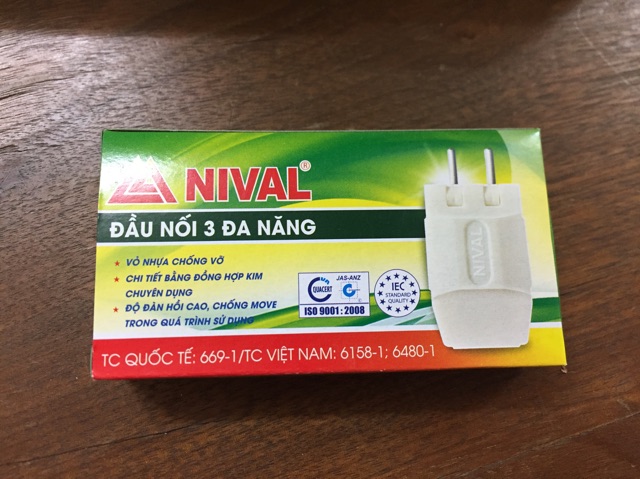 NIVAL®
ĐẦU NỐI 3 ĐA NĂNG
★ VỎ NHỰA CHỐNG VỠ
★ CHI TIẾT BẰNG ĐỒNG HỢP KIM
CHUYÊN DỤNG
★ ĐỘ ĐÀN HỒI CAO, CHỐNG MOVE
TRONG QUÁ TRÌNH SỬ DỤNG
QUACERT
JAS-ANZ
ISO 9001 : 2008
IEC
STANDARD
QUALITY
NIVAL
TC QUỐC TẾ: 669-1/TC VIỆT NAM: 6158-1; 6480-1